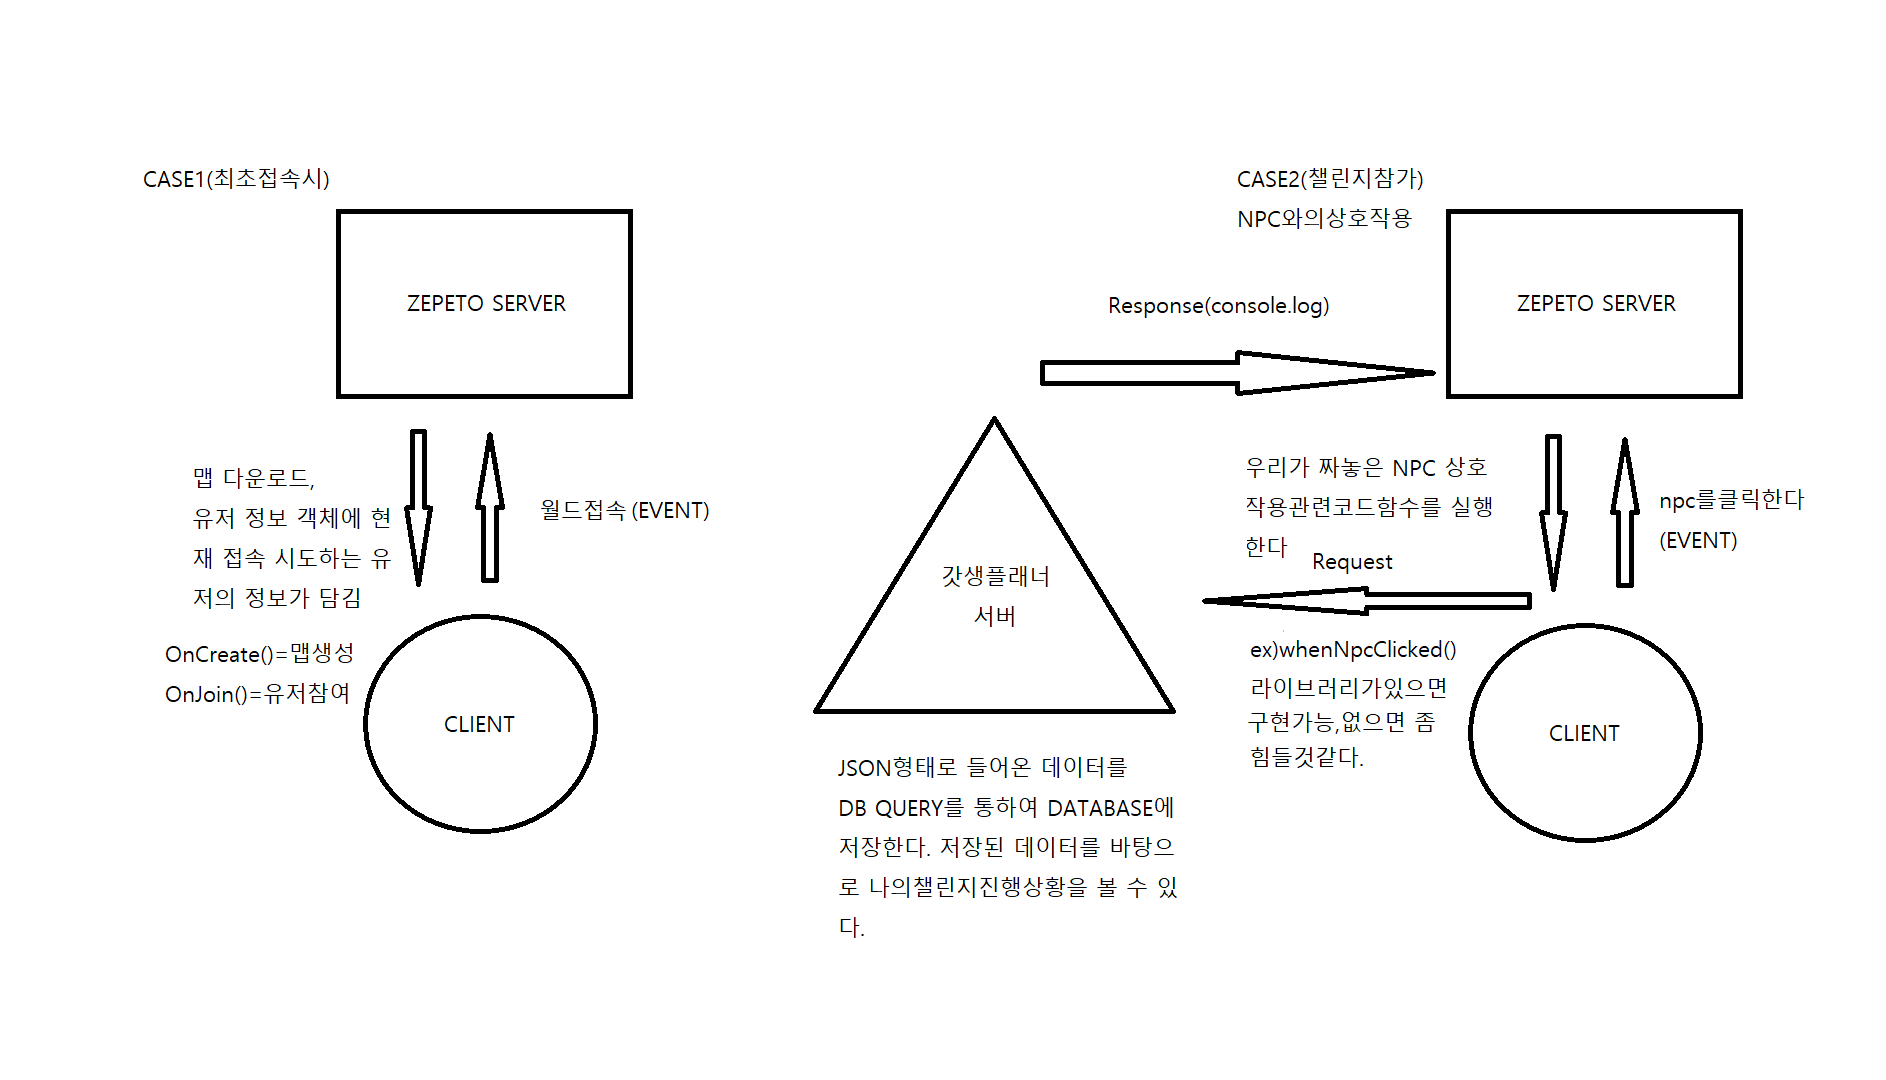 CASE1(최초접속시)
ZEPETO SERVER
맵 다운로드,
유저 정보 객체에 현
재 접속 시도하는 유
저의 정보가 담김
월드접속(EVENT)
OnCreate()=맵생성
OnJoin()=유저참여
CLIENT
CASE2(챌린지참가)
NPC와의상호작용
ZEPETO SERVER
Response(console.log)
우리가 짜놓은 NPC 상호
작용관련코드함수를 실행
한다
npc를클릭한다
(EVENT)
Request
갓생플래너
서버
ex)whenNpcClicked()
라이브러리가있으면
구현가능,없으면 좀
힘들것같다.
CLIENT
JSON형태로 들어온 데이터를
DB QUERY를 통하여 DATABASE에
저장한다. 저장된 데이터를 바탕으
로 나의챌린지진행상황을 볼 수 있
다.